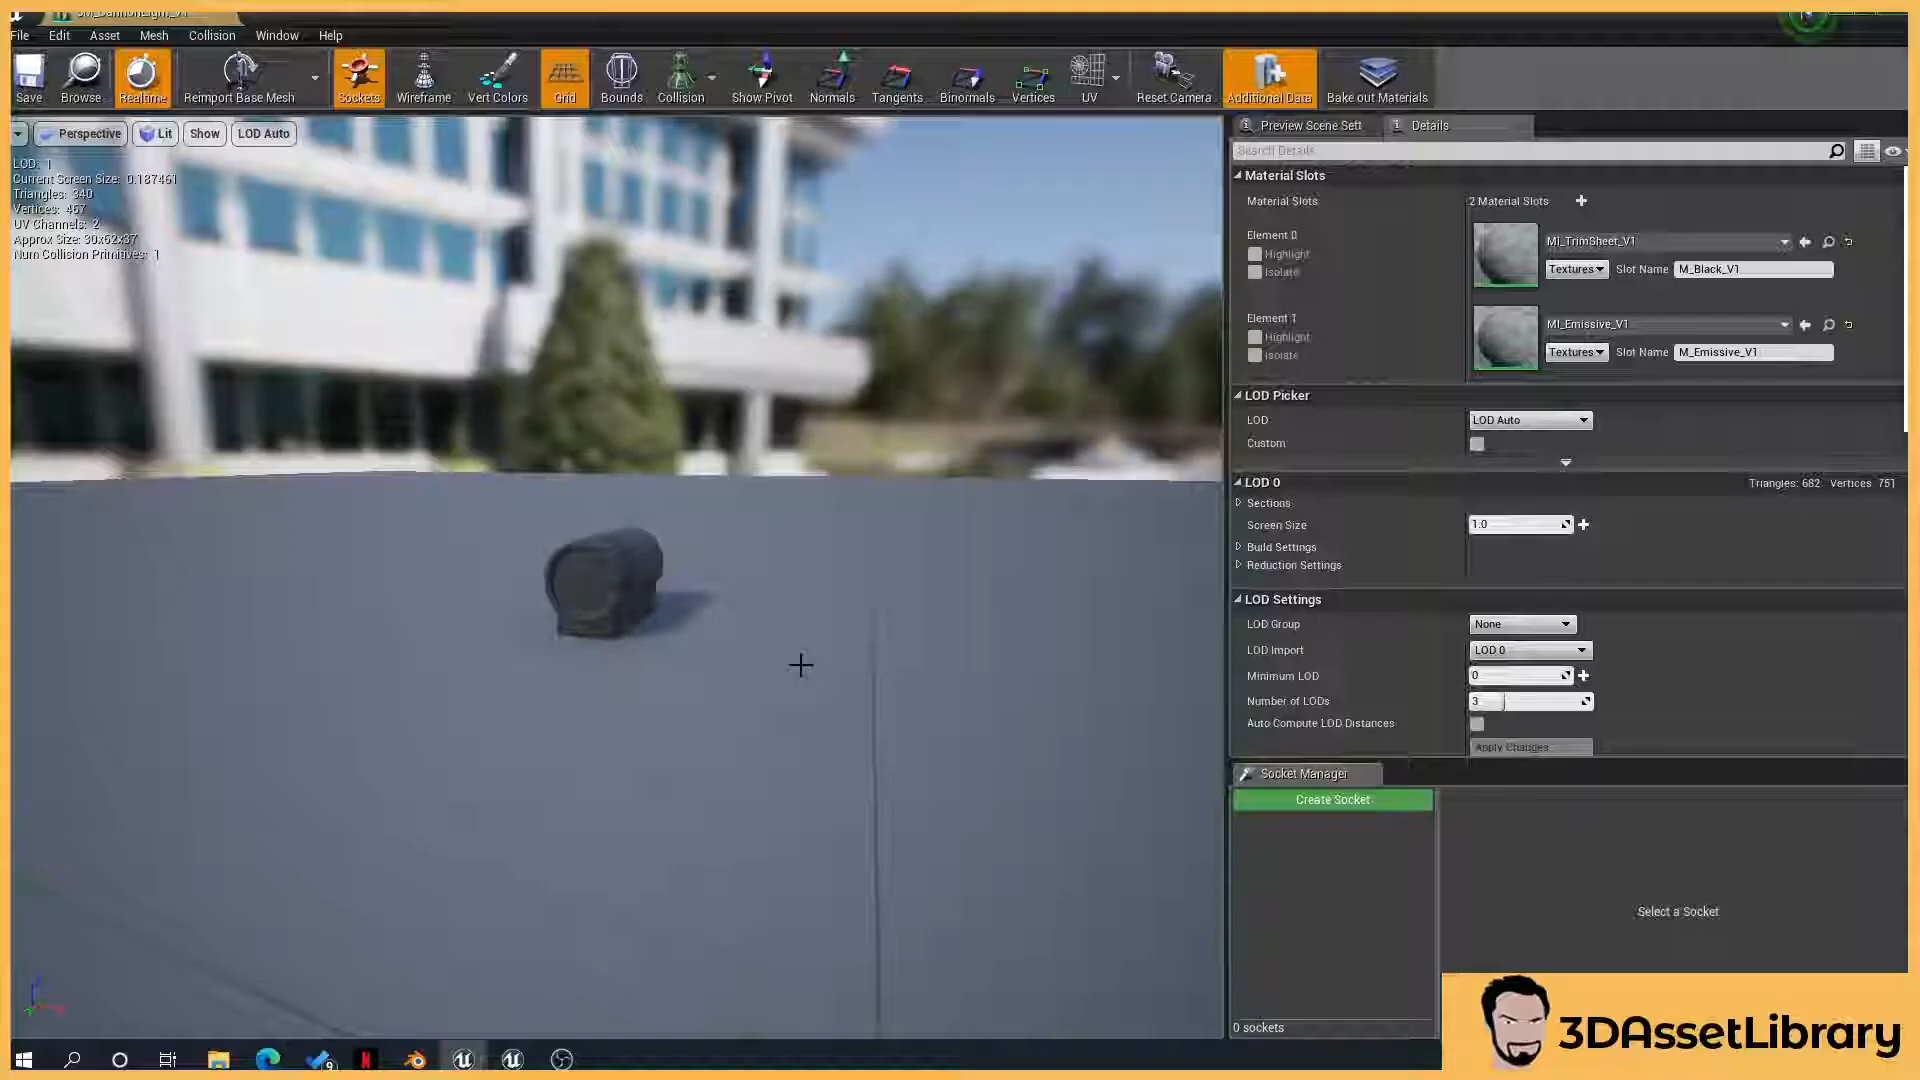 SM_CannonLight_V1
File Edit Asset Mesh Collision Window Help
Save Browse Realtime Reimport Base Mesh Sockets Wireframe Vert Colors Grid Bounds Collision Show Pivot Normals Tangents Binormals Vertices UV Reset Camera Additional Data Bake out Materials
Perspective Lit Show LOD Auto
LOD: 1
Current Screen Size: 0.187461
Triangles: 340
Vertices: 457
UV Channels: 2
Approx Size: 30x62x37
Num Collision Primitives: 1
Preview Scene Sett Details
Search Details
Material Slots
Material Slots 2 Material Slots
Element 0
Highlight
Isolate
MI_TrimSheet_V1
Textures Slot Name M_Black_V1
Element 1
Highlight
Isolate
MI_Emissive_V1
Textures Slot Name M_Emissive_V1
LOD Picker
LOD LOD Auto
Custom
LOD 0 Triangles: 682 Vertices: 751
Sections
Screen Size 1.0
Build Settings
Reduction Settings
LOD Settings
LOD Group None
LOD Import LOD 0
Minimum LOD 0
Number of LODs 3
Auto Compute LOD Distances
Apply Changes
Socket Manager
Create Socket
Select a Socket
0 sockets
9
3DAssetLibrary